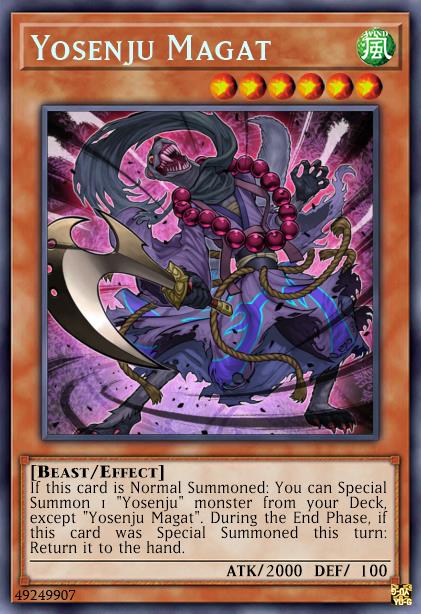 Yosenju Magat
WIND
風
[Beast/Effect]
If this card is Normal Summoned: You can Special
Summon 1 "Yosenju" monster from your Deck,
except "Yosenju Magat". During the End Phase, if
this card was Special Summoned this turn:
Return it to the hand.
ATK/2000 DEF/ 100
49249907